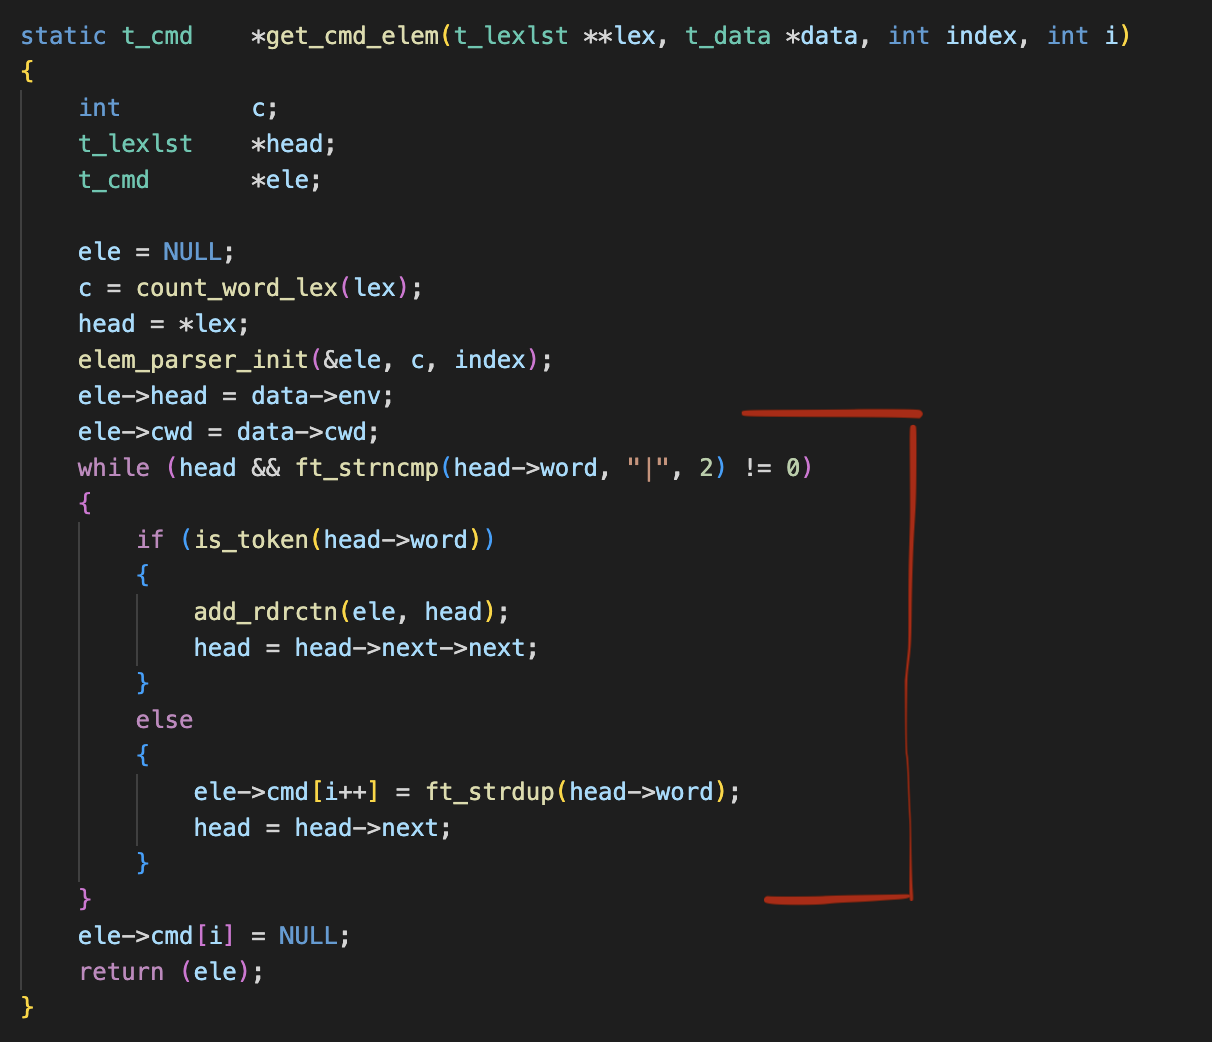 static t_cmd    *get_cmd_elem(t_lexlst **lex, t_data *data, int index, int i)
{
    int         c;
    t_lexlst    *head;
    t_cmd       *ele;

    ele = NULL;
    c = count_word_lex(lex);
    head = *lex;
    elem_parser_init(&ele, c, index);
    ele->head = data->env;
    ele->cwd = data->cwd;
    while (head && ft_strncmp(head->word, "|", 2) != 0)
    {
        if (is_token(head->word))
        {
            add_rdrctn(ele, head);
            head = head->next->next;
        }
        else
        {
            ele->cmd[i++] = ft_strdup(head->word);
            head = head->next;
        }
    }
    ele->cmd[i] = NULL;
    return (ele);
}